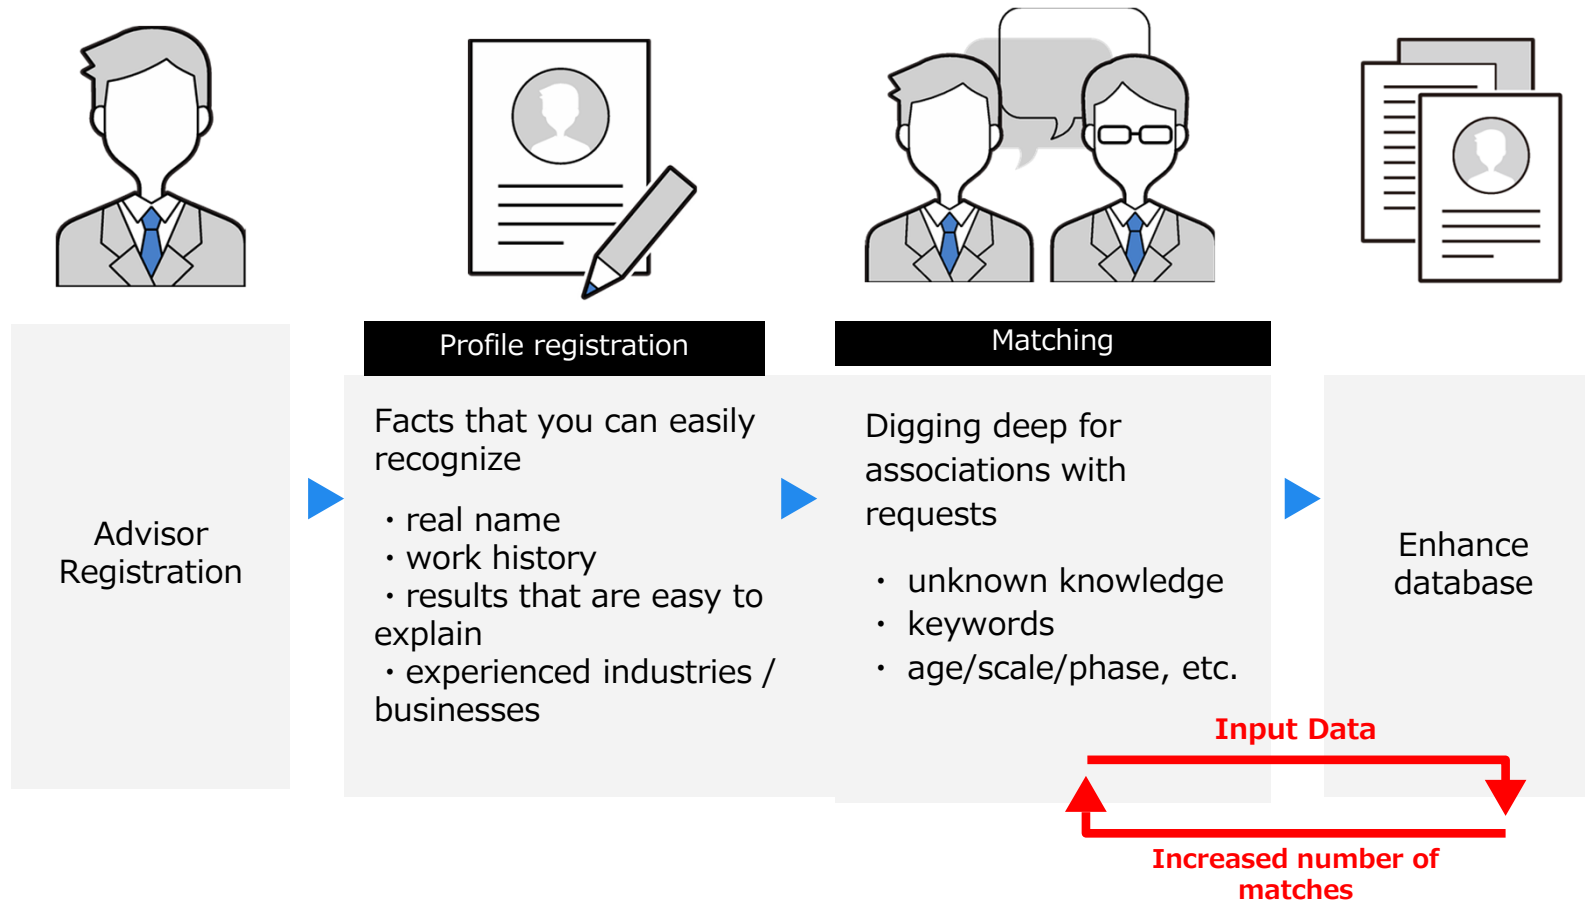 Advisor
Registration
Profile registration
Facts that you can easily
recognize
・real name
・work history
・results that are easy to
explain
・experienced industries /
businesses
Matching
Digging deep for
associations with
requests
・ unknown knowledge
・ keywords
・ age/scale/phase, etc.
Enhance
database
Input Data
Increased number of
matches